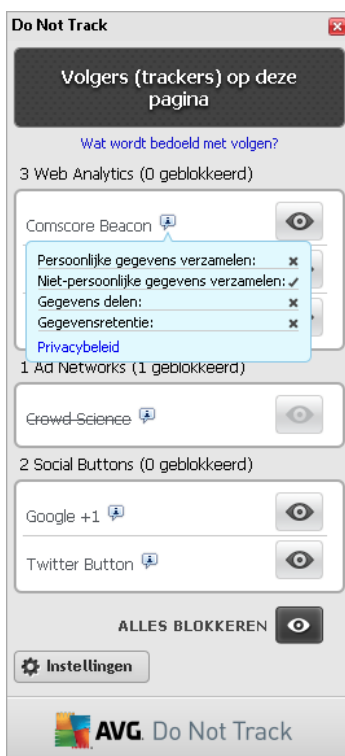 Do Not Track
Volgers (trackers) op deze
pagina
Wat wordt bedoeld met volgen?
3 Web Analytics (0 geblokkeerd)
Comscore Beacon
Persoonlijke gegevens verzamelen:
Niet-persoonlijke gegevens verzamelen:
Gegevens delen:
Gegevensretentie:
Privacybeleid
1 Ad Networks (1 geblokkeerd)
Crowd Science
2 Social Buttons (0 geblokkeerd)
Google +1
Twitter Button
ALLES BLOKKEREN
Instellingen
AVG. Do Not Track